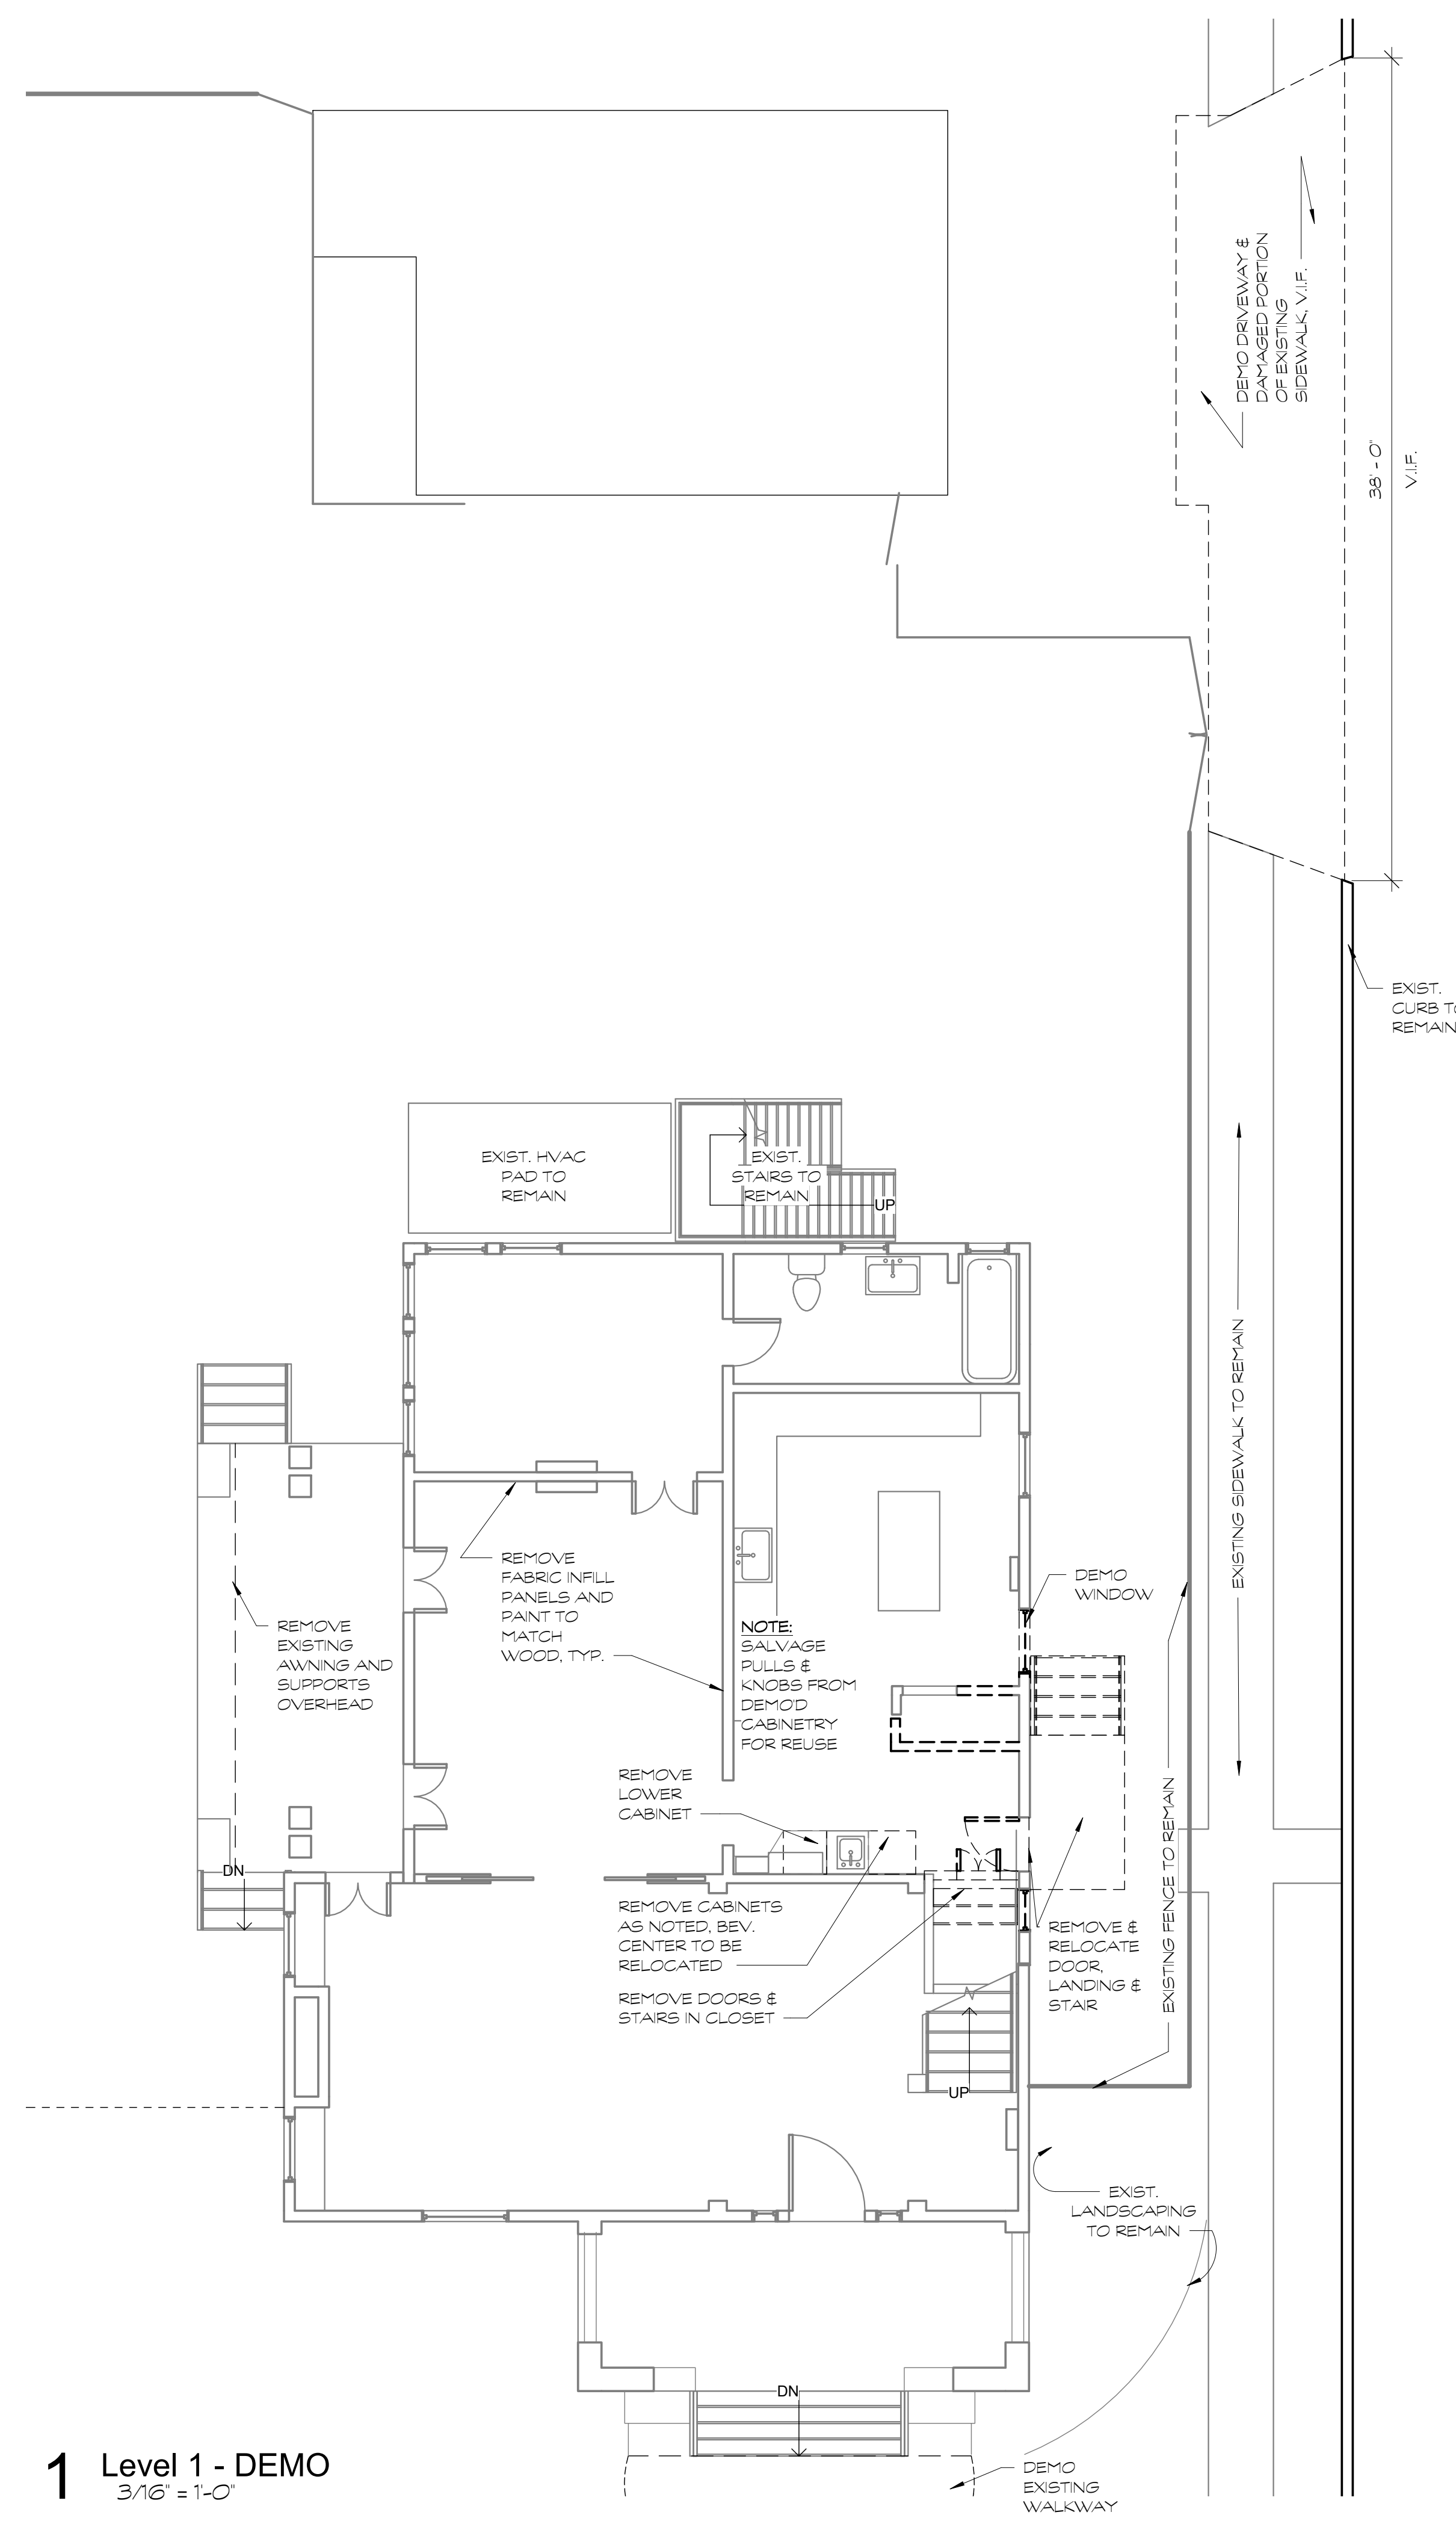 DEMO DRIVEWAY &
DAMAGED PORTION
OF EXISTING
SIDEWALK, V.I.F.
38' - 0"
V.I.F.
EXIST.
CURB TO
REMAIN
EXIST. HVAC
PAD TO
REMAIN
EXIST.
STAIRS TO
REMAIN
UP
EXISTING SIDEWALK TO REMAIN
REMOVE
FABRIC INFILL
PANELS AND
PAINT TO
MATCH
WOOD, TYP.
DEMO
WINDOW
REMOVE
EXISTING
AWNING AND
SUPPORTS
OVERHEAD
NOTE:
SALVAGE
PULLS &
KNOBS FROM
DEMO'D
CABINETRY
FOR REUSE
REMOVE
LOWER
CABINET
EXISTING FENCE TO REMAIN
DN
REMOVE CABINETS
AS NOTED, BEV.
CENTER TO BE
RELOCATED
REMOVE &
RELOCATE
DOOR,
LANDING &
STAIR
REMOVE DOORS &
STAIRS IN CLOSET
UP
EXIST.
LANDSCAPING
TO REMAIN
DN
DEMO
EXISTING
WALKWAY
1 Level 1 - DEMO
3/16" = 1'-0"